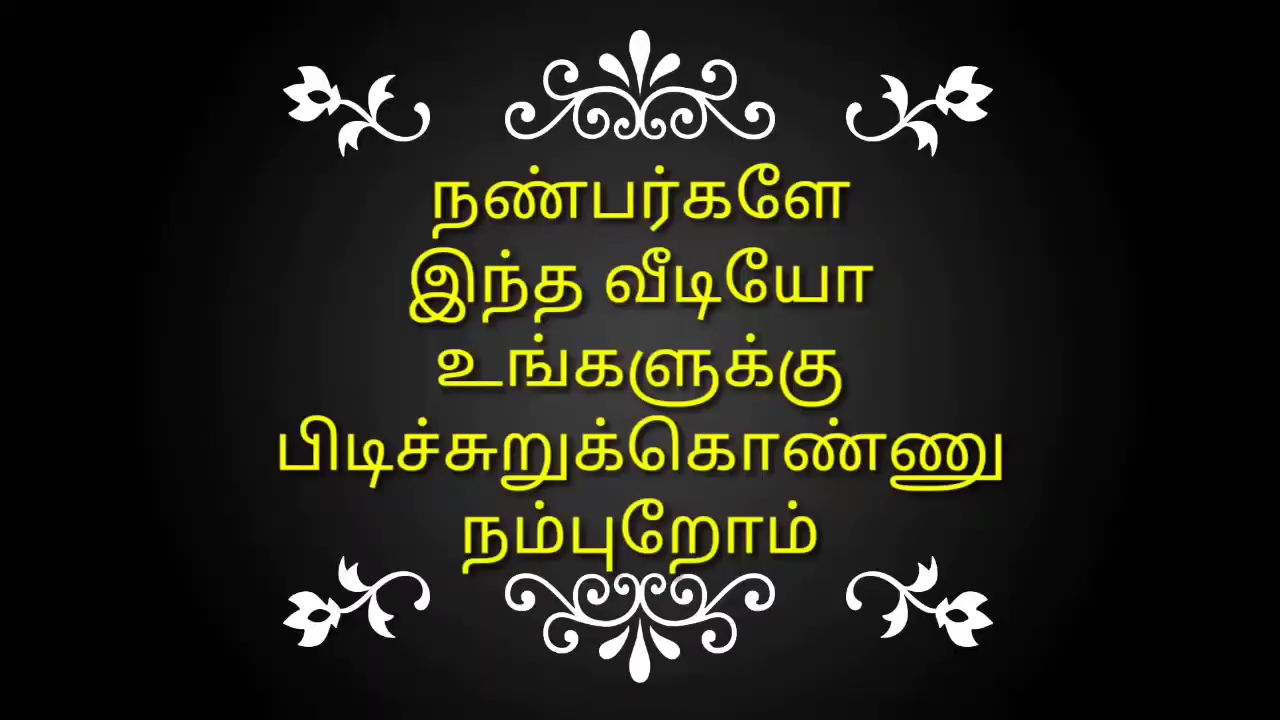 நண்பர்களே
இந்த வீடியோ
உங்களுக்கு
பிடிச்சுறுக்கொண்ணு
நம்புறோம்